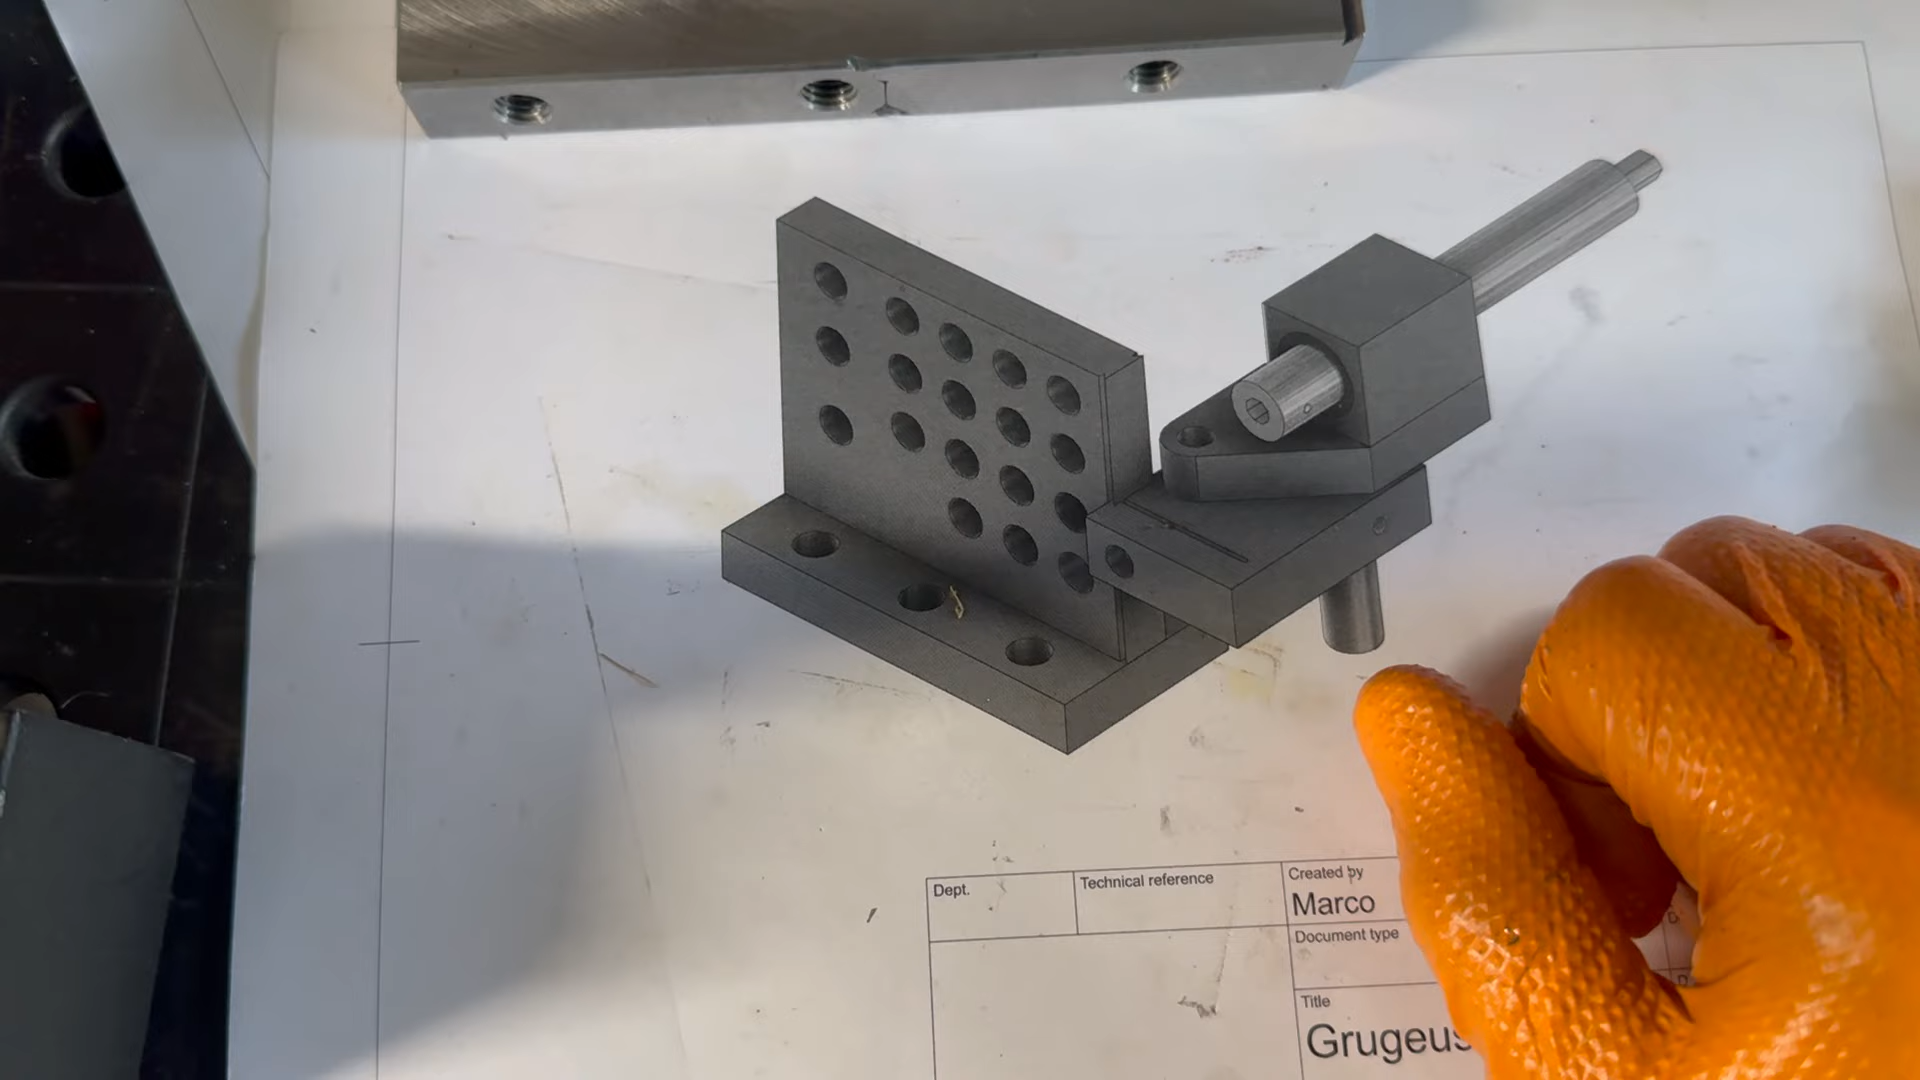 Dept.
Technical reference
Created by
Marco
Document type
Title